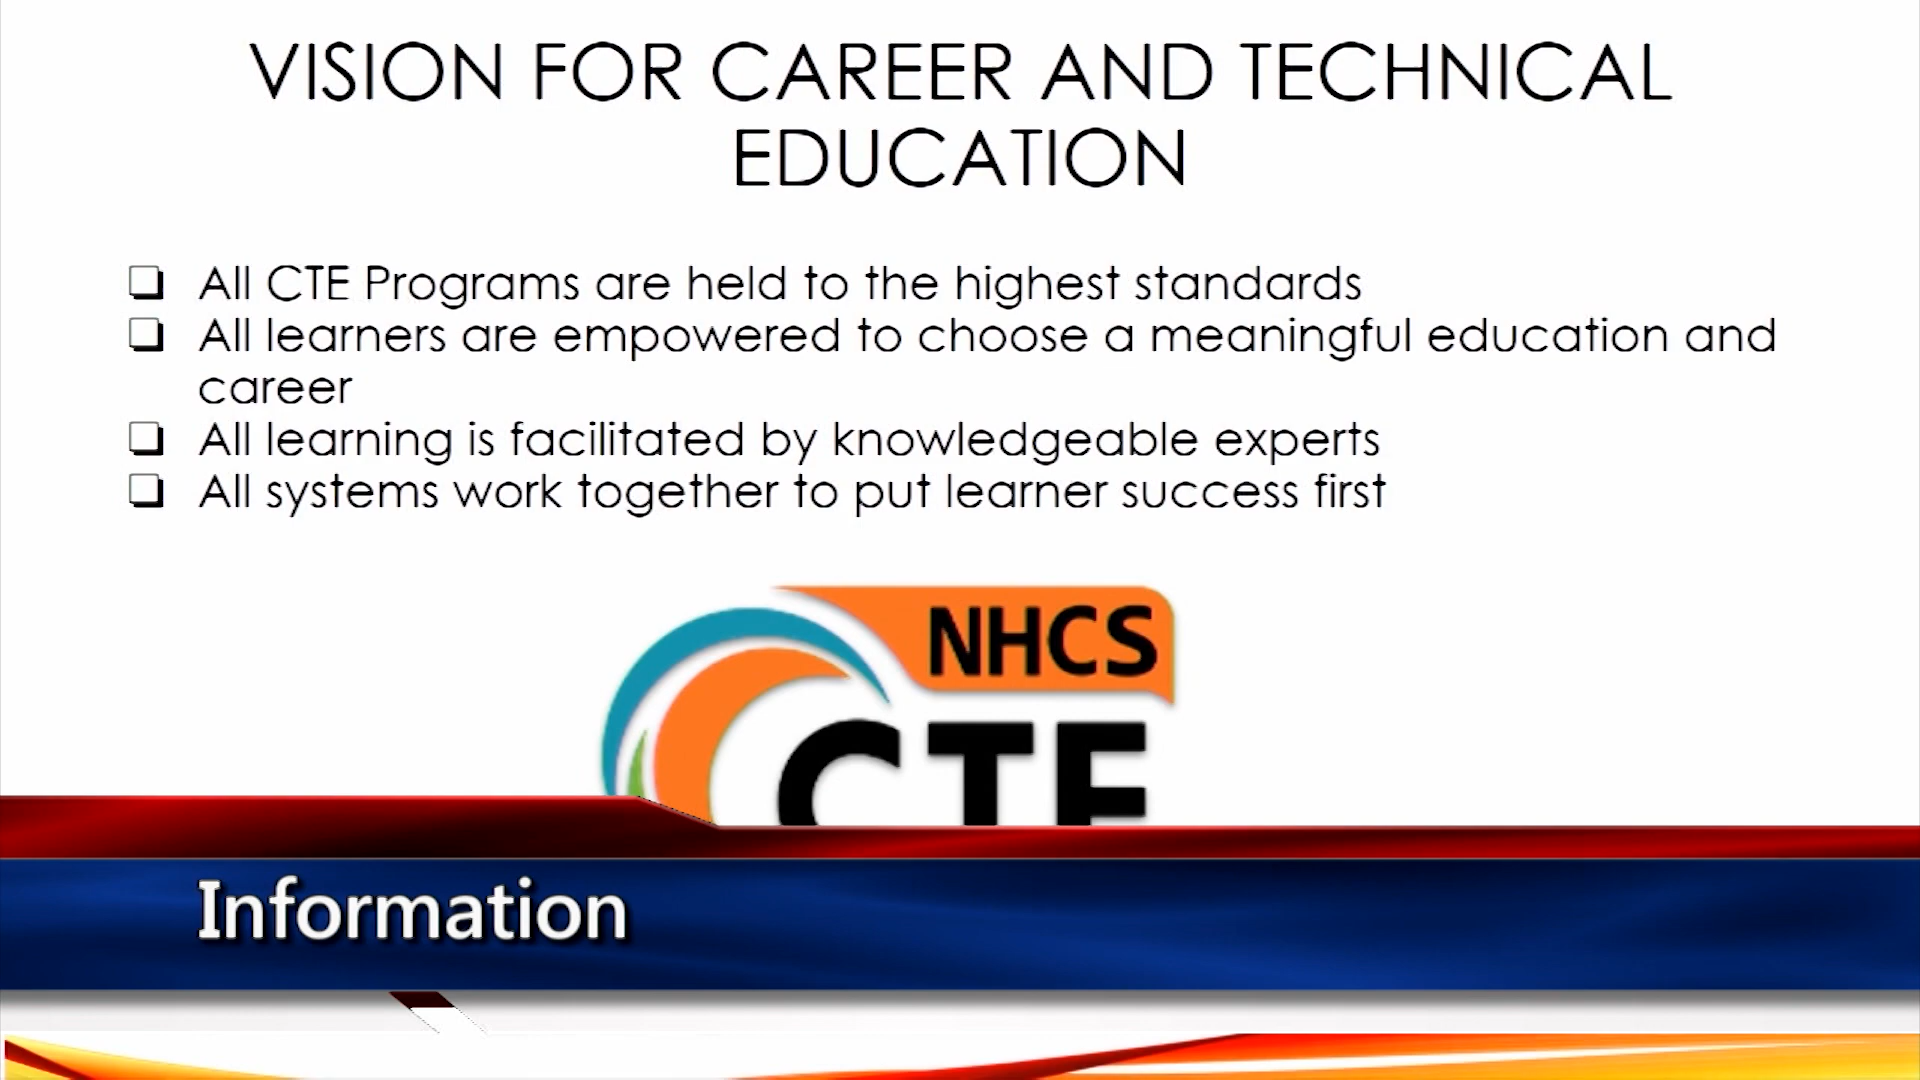 VISION FOR CAREER AND TECHNICAL
EDUCATION
All CTE Programs are held to the highest standards
All learners are empowered to choose a meaningful education and
career
All learning is facilitated by knowledgeable experts
All systems work together to put learner success first
NHCS
CTE
Information